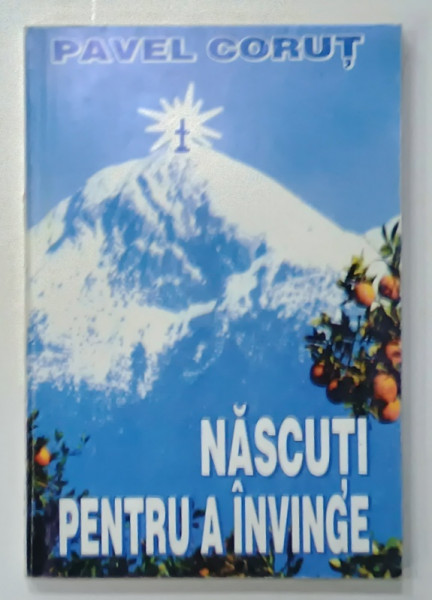 PAVEL CORUȚ
NĂSCUȚI
PENTRU A ÎNVINGE